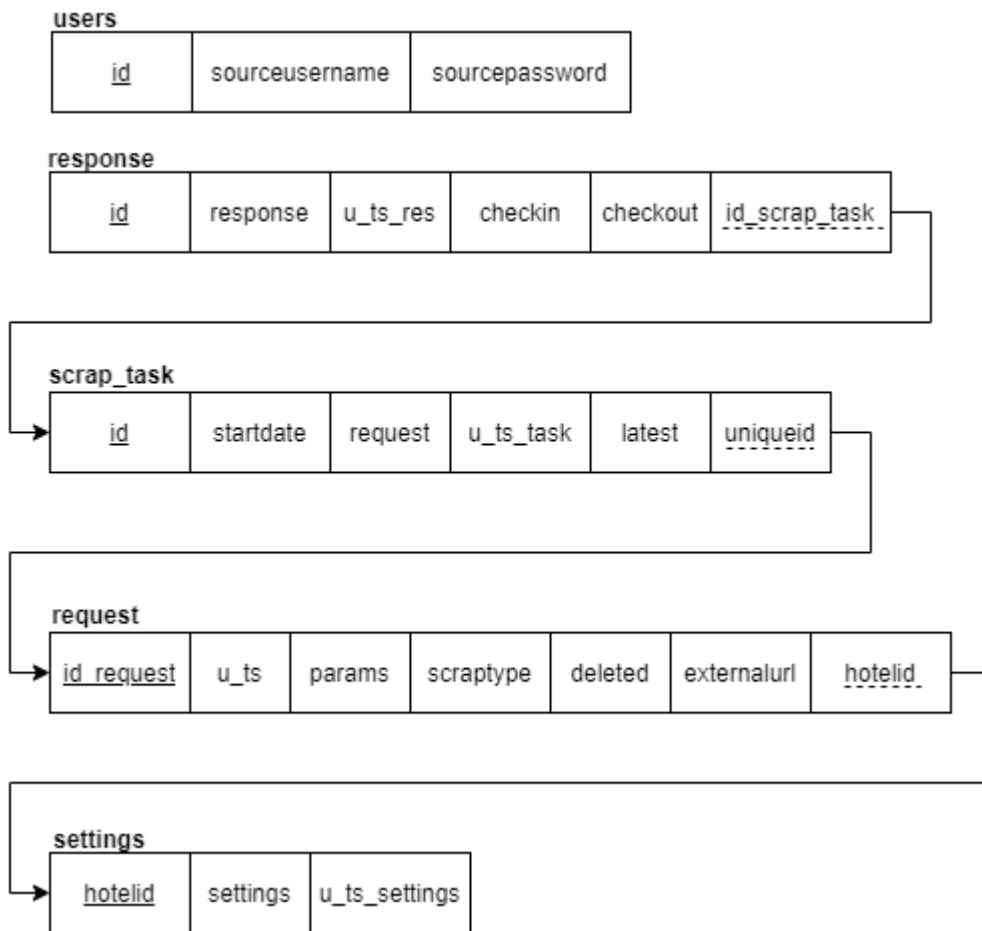 users
id sourceusername sourcepassword
response
id response u_ts_res checkin checkout id_scrap_task
scrap_task
id startdate request u_ts_task latest uniqueid
request
id_request u_ts params scraptype deleted externalurl hotelid
settings
hotelid settings u_ts_settings